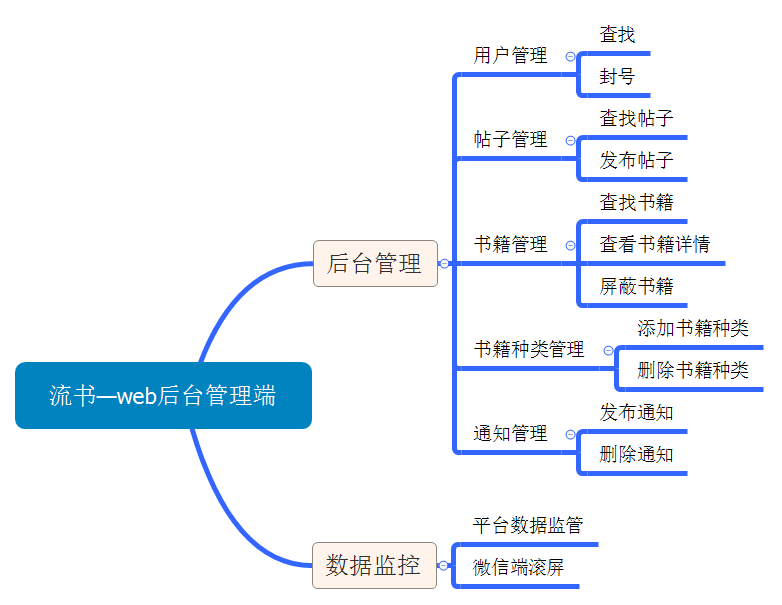 流书—web后台管理端
后台管理
用户管理
查找
封号
帖子管理
查找帖子
发布帖子
书籍管理
查找书籍
查看书籍详情
屏蔽书籍
书籍种类管理
添加书籍种类
删除书籍种类
通知管理
发布通知
删除通知
数据监控
平台数据监管
微信端滚屏